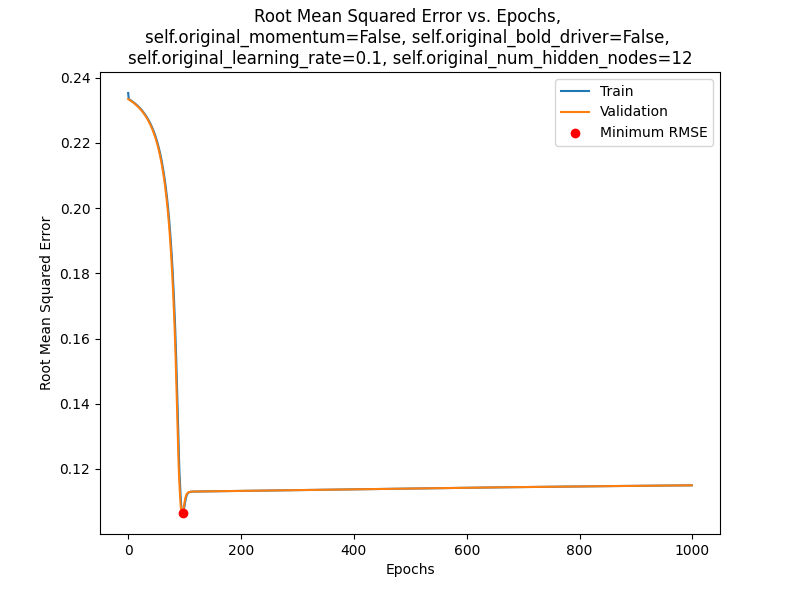 Root Mean Squared Error vs. Epochs,
self.original_momentum=False, self.original_bold_driver=False,
self.original_learning_rate=0.1, self.original_num_hidden_nodes=12
Train
Validation
Minimum RMSE
Root Mean Squared Error
0.24
0.22
0.20
0.18
0.16
0.14
0.12
0
200
400
600
800
1000
Epochs